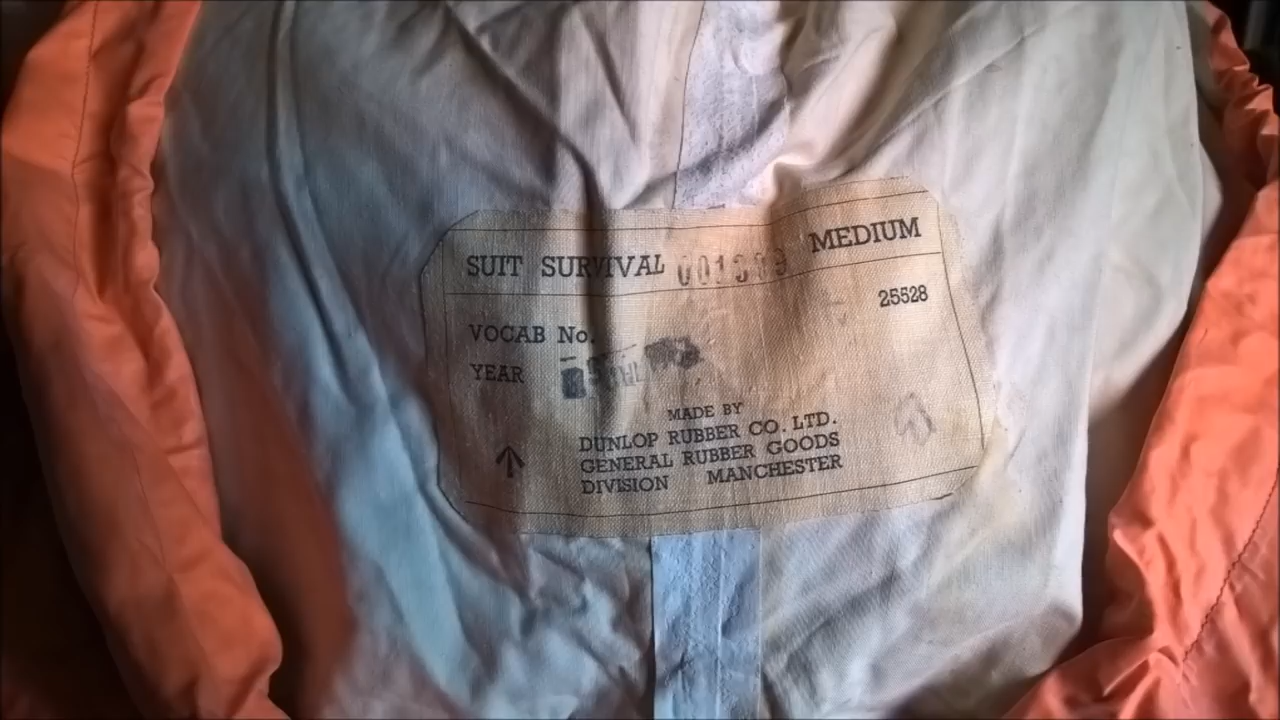 SUIT SURVIVAL MEDIUM
25528
VOCAB No.
YEAR
MADE BY
DUNLOP RUBBER CO. LTD.
GENERAL RUBBER GOODS
DIVISION MANCHESTER